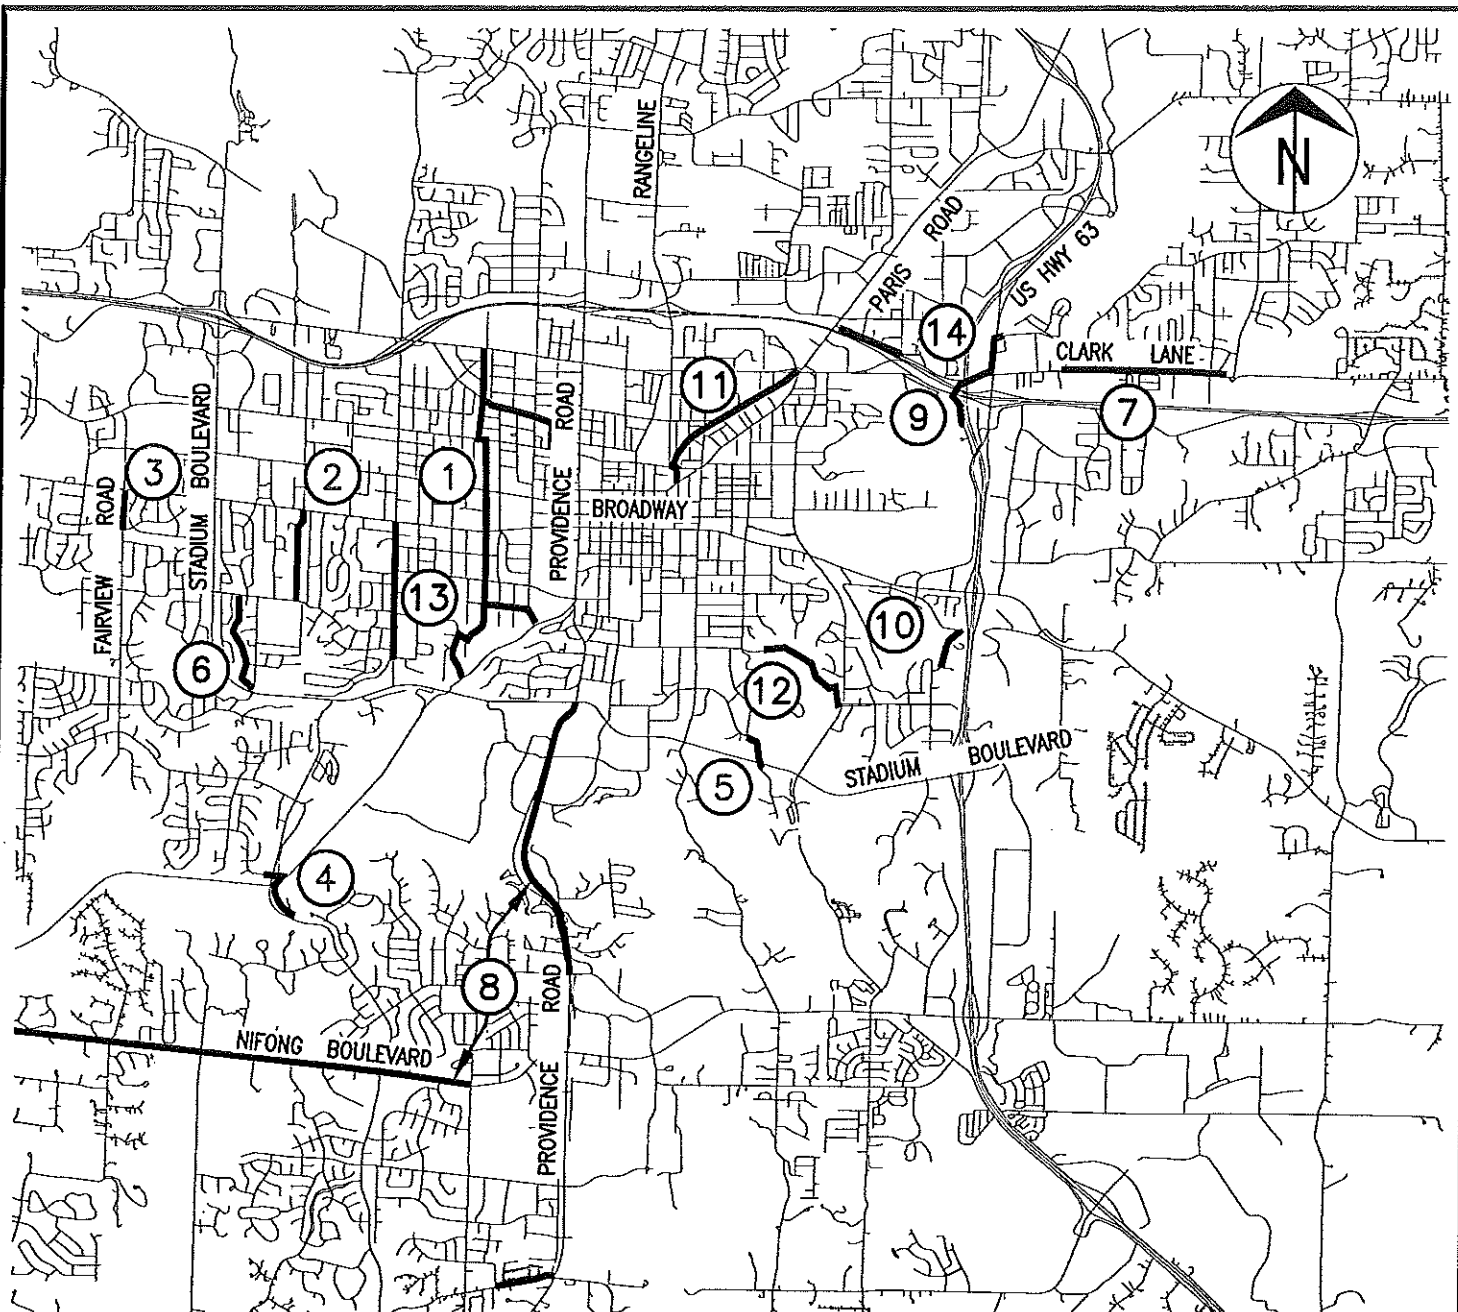 RANGELINE
N
PARIS ROAD
US HWY 63
14
CLARK LANE
11
9
7
STADIUM BOULEVARD
PROVIDENCE ROAD
3
2
1
FAIRVIEW ROAD
BROADWAY
13
10
6
12
STADIUM BOULEVARD
5
4
8
NIFONG BOULEVARD
PROVIDENCE ROAD